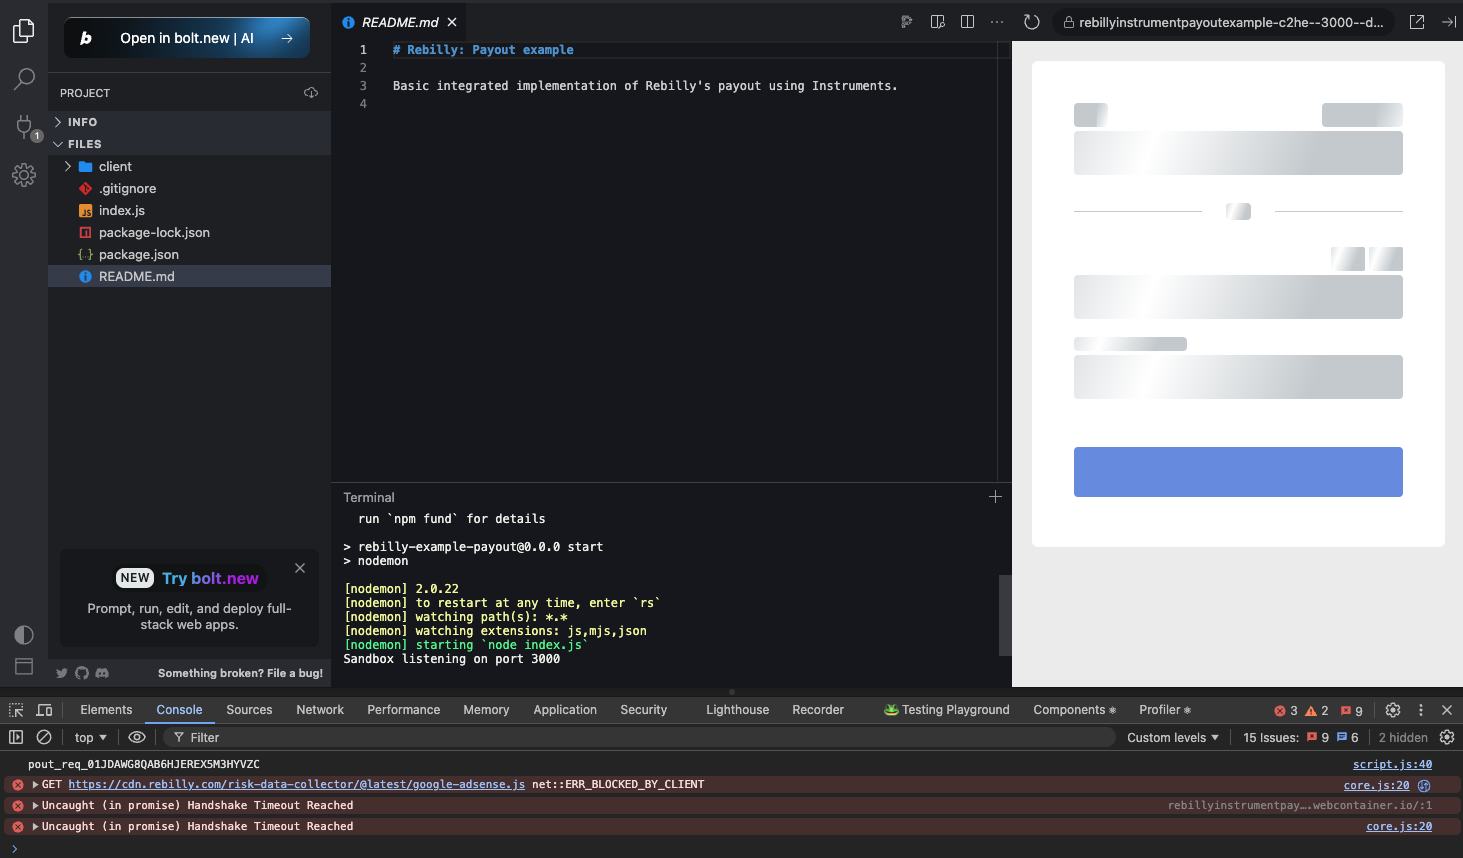 b Open in bolt.new | AI →
PROJECT
INFO
FILES
client
.gitignore
JS index.js
package-lock.json
{..} package.json
README.md
1
NEW Try bolt.new
Prompt, run, edit, and deploy full-
stack web apps.
Something broken? File a bug!
README.md
1 # Rebilly: Payout example
2
3 Basic integrated implementation of Rebilly's payout using Instruments.
4
Terminal
run `npm fund` for details
> rebilly-example-payout@0.0.0 start
> nodemon
[nodemon] 2.0.22
[nodemon] to restart at any time, enter `rs`
[nodemon] watching path(s): *.*
[nodemon] watching extensions: js,mjs,json
[nodemon] starting `node index.js`
Sandbox listening on port 3000
rebillyinstrumentpayoutexample-c2he--3000--d...
Elements Console Sources Network Performance Memory Application Security Lighthouse Recorder Testing Playground Components Profiler 3 2 9
top Filter Custom levels 15 Issues: 9 6 2 hidden
pout_req_01JDAWG8QAB6HJEREX5M3HYVZC script.js:40
GET https://cdn.rebilly.com/risk-data-collector/@latest/google-adsense.js net::ERR_BLOCKED_BY_CLIENT core.js:20
Uncaught (in promise) Handshake Timeout Reached rebillyinstrumentpay….webcontainer.io/:1
Uncaught (in promise) Handshake Timeout Reached core.js:20